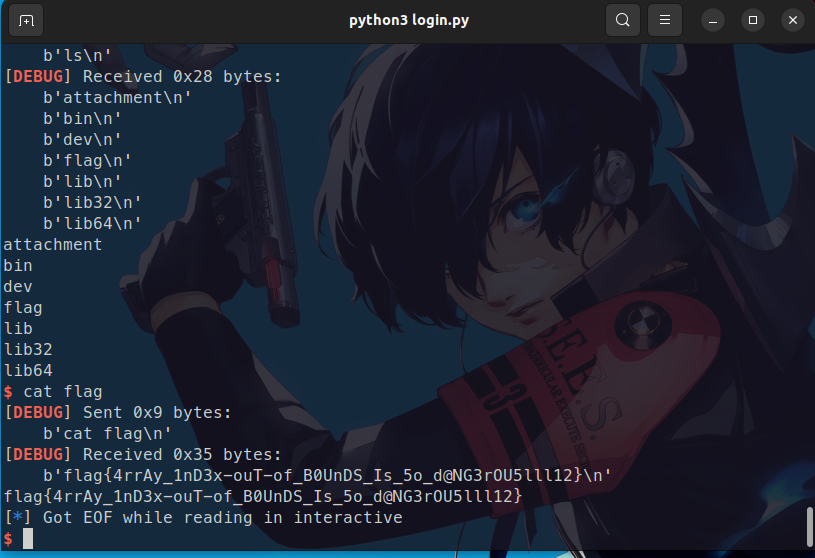 python3 login.py
b'ls\n'
[DEBUG] Received 0x28 bytes:
b'attachment\n'
b'bin\n'
b'dev\n'
b'flag\n'
b'lib\n'
b'lib32\n'
b'lib64\n'
attachment
bin
dev
flag
lib
lib32
lib64
$ cat flag
[DEBUG] Sent 0x9 bytes:
b'cat flag\n'
[DEBUG] Received 0x35 bytes:
b'flag{4rrAy_1nD3x-ouT-of_B0UnDS_Is_5o_d@NG3rOU5lll12}\n'
flag{4rrAy_1nD3x-ouT-of_B0UnDS_Is_5o_d@NG3rOU5lll12}
[*] Got EOF while reading in interactive
$
S.E.E.S.
3